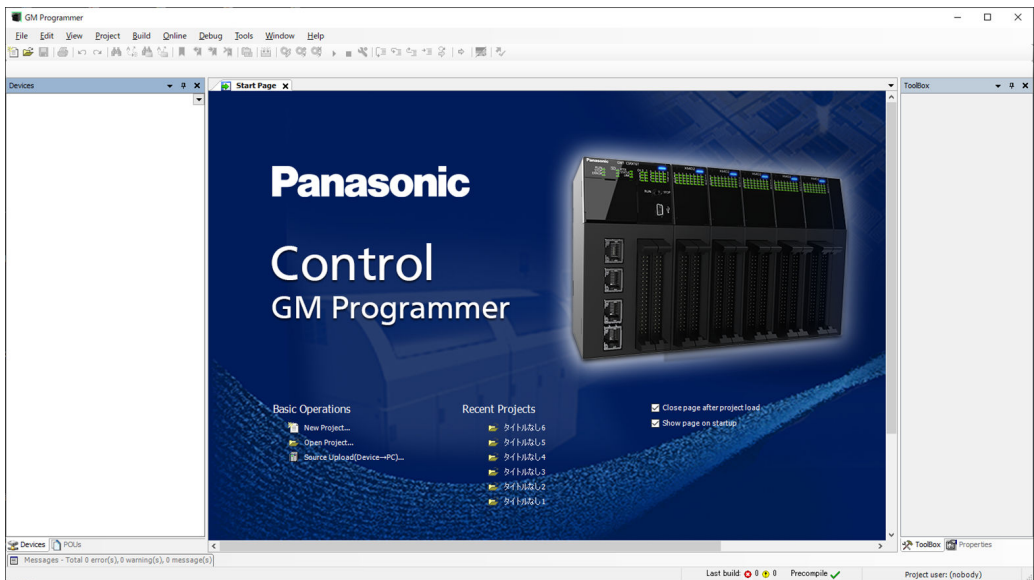 GM Programmer
File Edit View Project Build Online Debug Tools Window Help
Devices
Start Page
ToolBox
Panasonic
Control
GM Programmer
Basic Operations
New Project...
Open Project...
Source Upload(Device→PC)...
Recent Projects
タイトルなし6
タイトルなし5
タイトルなし4
タイトルなし3
タイトルなし2
タイトルなし1
Close page after project load
Show page on startup
Devices POUs
ToolBox Properties
Messages - Total 0 error(s), 0 warning(s), 0 message(s)
Last build: 0 0 Precompile Project user: (nobody)